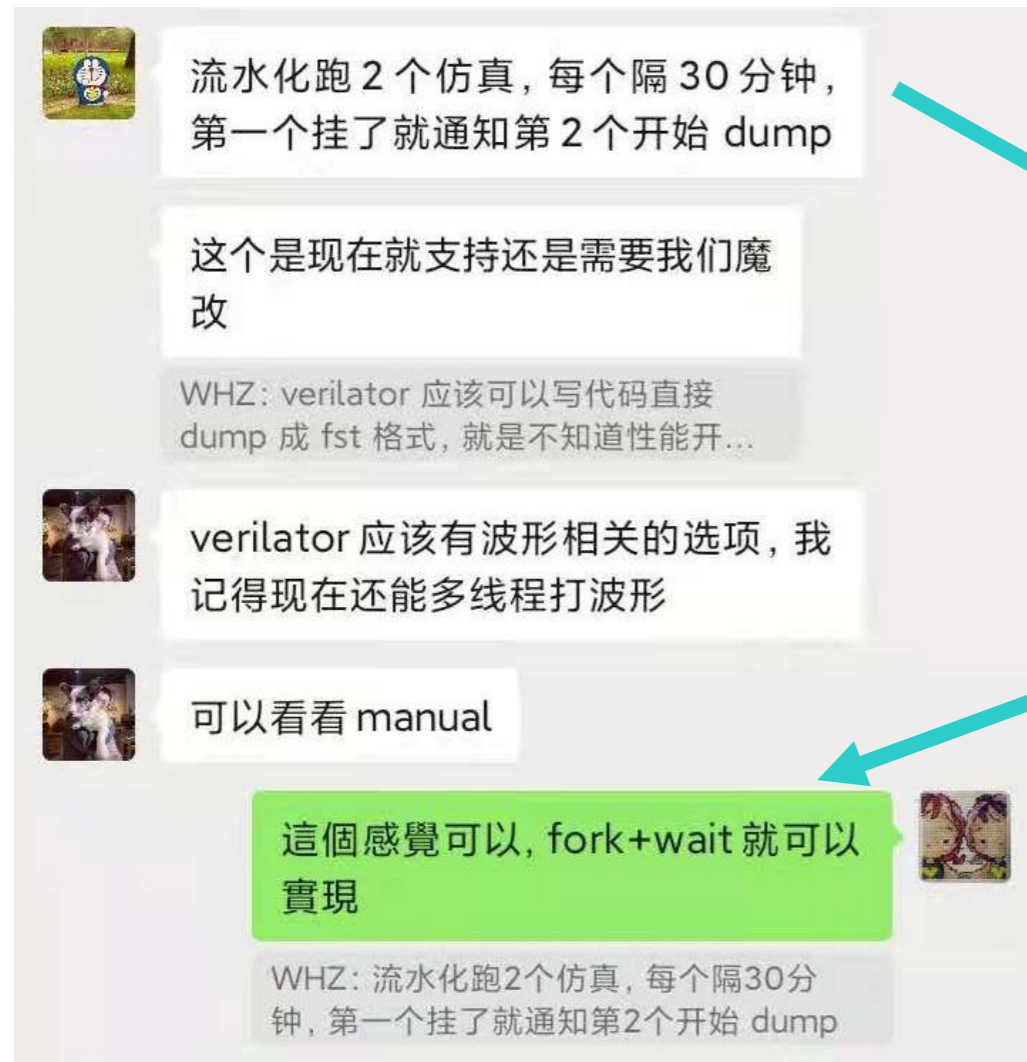 流水化跑2个仿真，每个隔30分钟，
第一个挂了就通知第2个开始 dump
这个是现在就支持还是需要我们魔
改
WHZ: verilator 应该可以写代码直接
dump 成 fst 格式，就是不知道性能开...
verilator 应该有波形相关的选项，我
记得现在还能多线程打波形
可以看看 manual
這個感覺可以, fork+wait 就可以
實現
WHZ: 流水化跑2个仿真，每个隔30分
钟，第一个挂了就通知第2个开始 dump